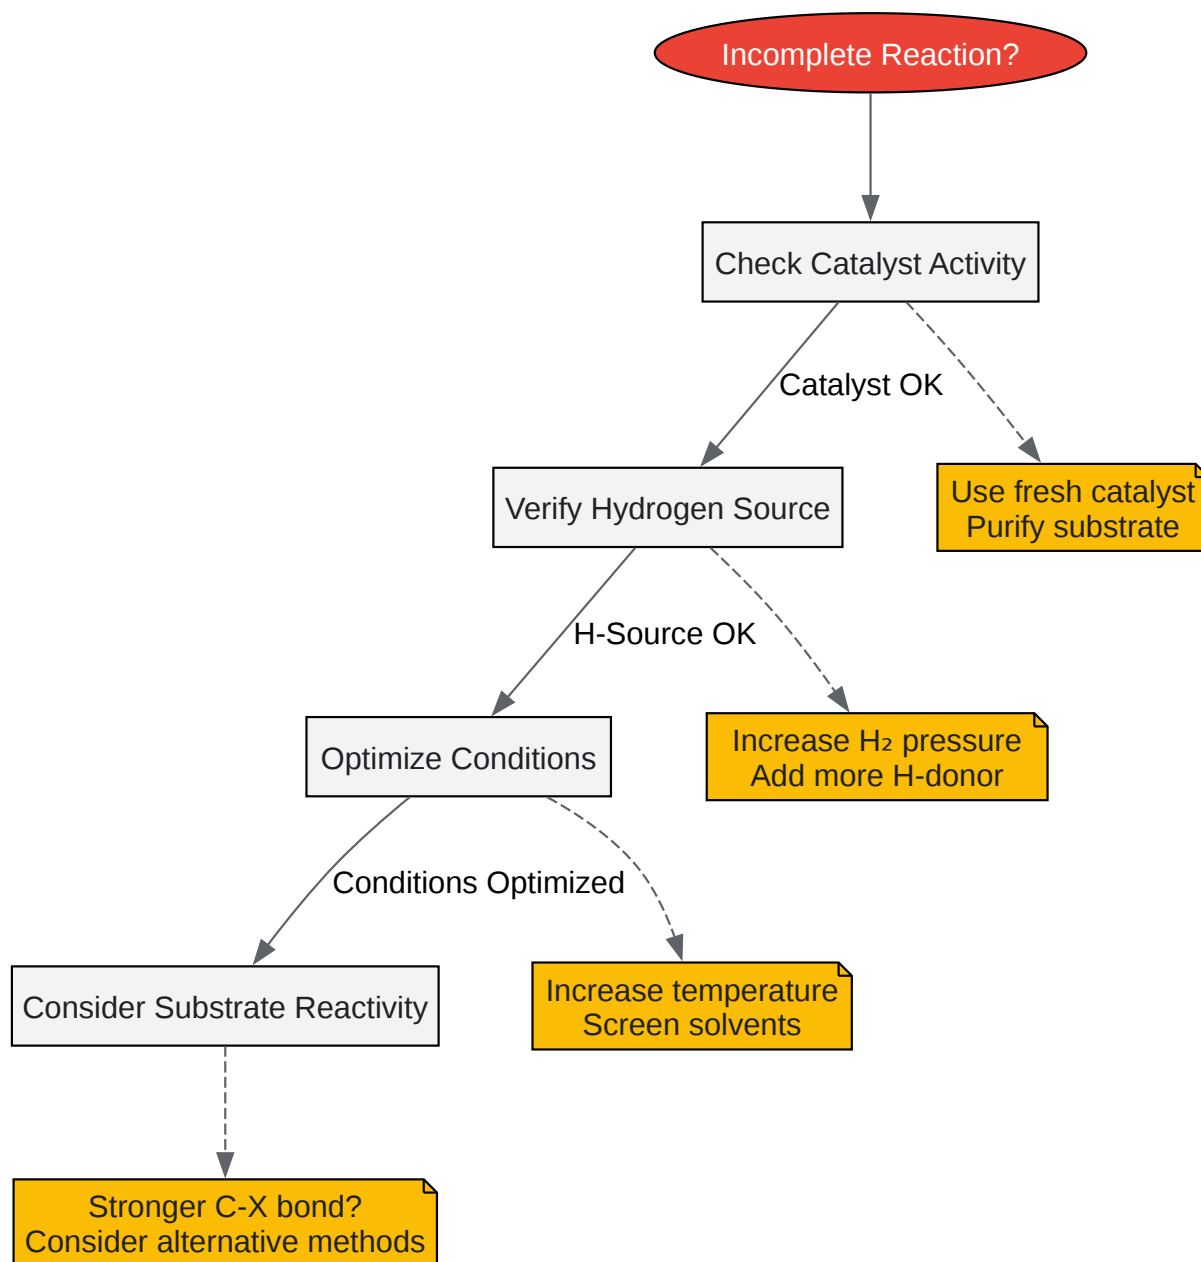 Incomplete Reaction?
Check Catalyst Activity
Catalyst OK
Verify Hydrogen Source
Use fresh catalyst
Purify substrate
H-Source OK
Optimize Conditions
Increase H₂ pressure
Add more H-donor
Conditions Optimized
Consider Substrate Reactivity
Increase temperature
Screen solvents
Stronger C-X bond?
Consider alternative methods